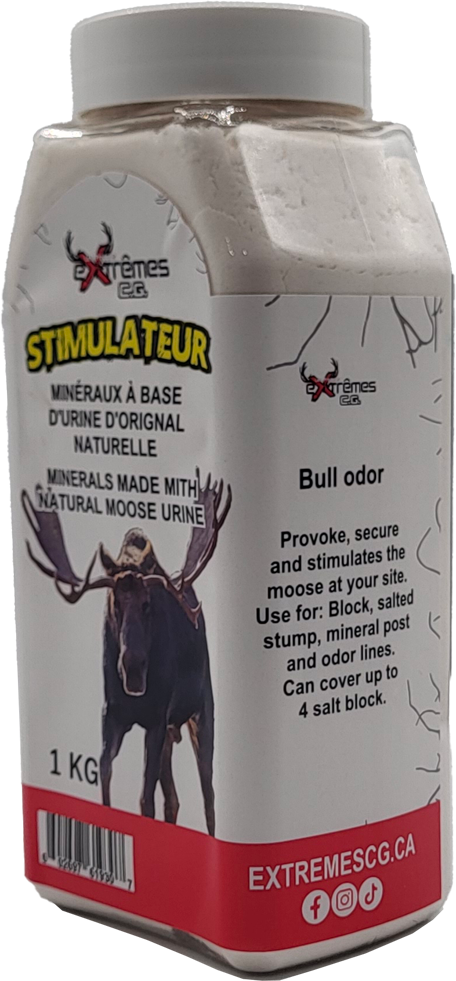 eXtrêmes
C.G.
STIMULATEUR
MINÉRAUX À BASE
D'URINE D'ORIGNAL
NATURELLE
MINERALS MADE MITH
NATURAL MOOSE URINE
1 KG
eXtrêmes
C.G.
Bull odor
Provoke, secure
and stimulates the
moose at your site.
Use for: Block, salted
stump, mineral post
and odor lines.
Can cover up to
4 salt block.
EXTREMESCG.CA